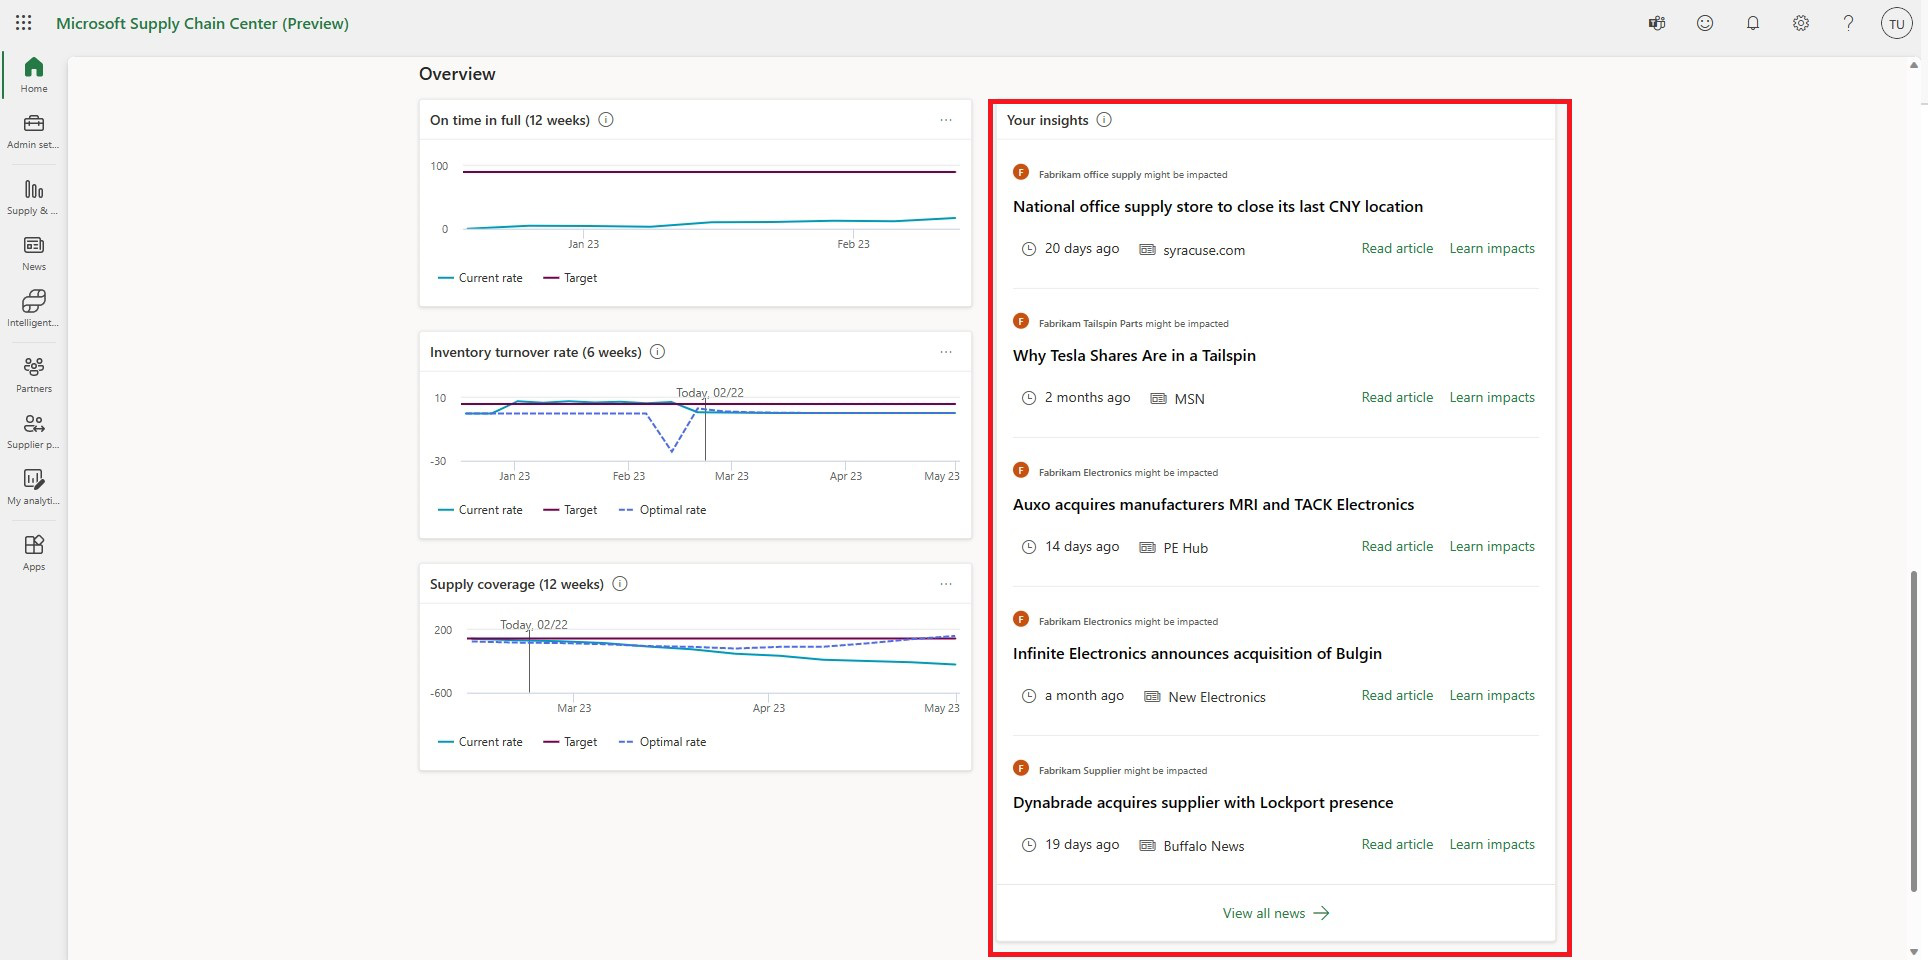 Microsoft Supply Chain Center (Preview)
TU
Home
Admin set...
Supply & ...
News
Intelligent...
Partners
Supplier p...
My analyti...
Apps
Overview
On time in full (12 weeks)
100
0
Jan 23 Feb 23
Current rate Target
Inventory turnover rate (6 weeks)
Today, 02/22
10
-30
Jan 23 Feb 23 Mar 23 Apr 23 May 23
Current rate Target Optimal rate
Supply coverage (12 weeks)
Today, 02/22
200
-600
Mar 23 Apr 23 May 23
Current rate Target Optimal rate
Your insights
F Fabrikam office supply might be impacted
National office supply store to close its last CNY location
20 days ago syracuse.com Read article Learn impacts
F Fabrikam Tailspin Parts might be impacted
Why Tesla Shares Are in a Tailspin
2 months ago MSN Read article Learn impacts
F Fabrikam Electronics might be impacted
Auxo acquires manufacturers MRI and TACK Electronics
14 days ago PE Hub Read article Learn impacts
F Fabrikam Electronics might be impacted
Infinite Electronics announces acquisition of Bulgin
a month ago New Electronics Read article Learn impacts
F Fabrikam Supplier might be impacted
Dynabrade acquires supplier with Lockport presence
19 days ago Buffalo News Read article Learn impacts
View all news